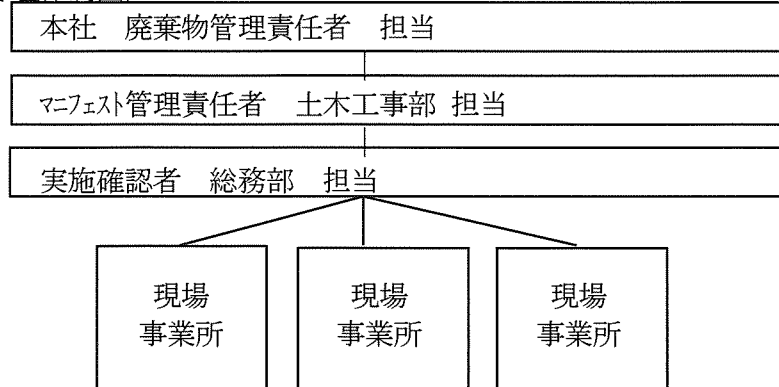 本社 廃棄物管理責任者 担当
マニフェスト管理責任者 土木工事部 担当
実施確認者 総務部 担当
現場 現場 現場
事業所 事業所 事業所